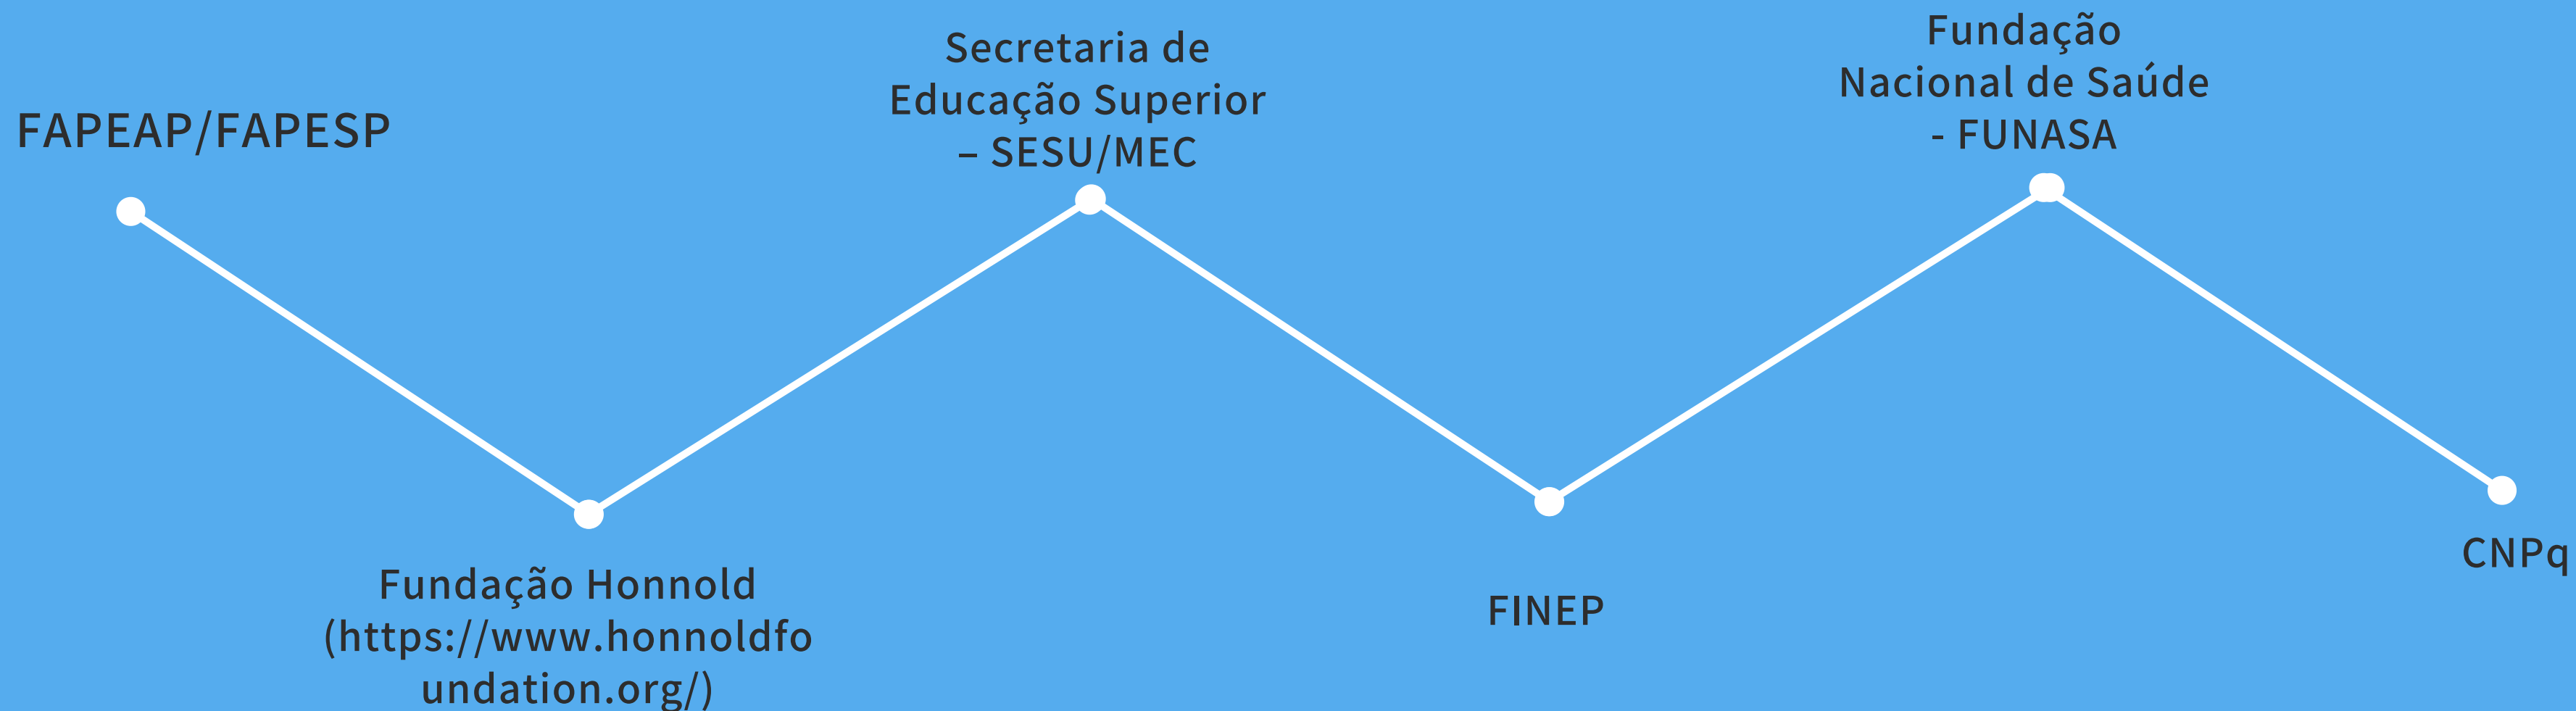 FAPEAP/FAPESP
Fundação Honnold
(https://www.honnoldfo
undation.org/)
Secretaria de
Educação Superior
– SESU/MEC
FINEP
Fundação
Nacional de Saúde
- FUNASA
CNPq